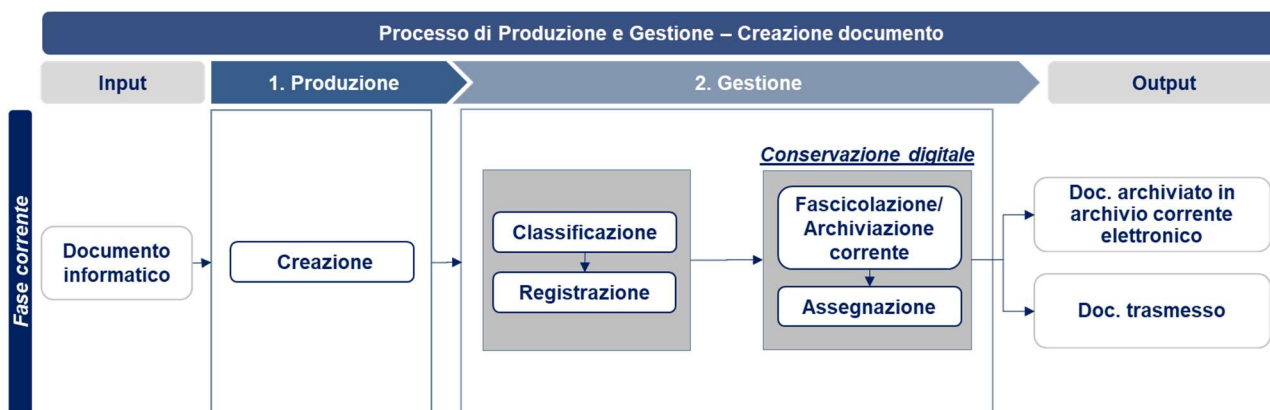 Processo di Produzione e Gestione – Creazione documento
Input
1. Produzione
2. Gestione
Output
Fase corrente
Documento
informatico
Creazione
Classificazione
Registrazione
Conservazione digitale
Fascicolazione/
Archiviazione
corrente
Assegnazione
Doc. archiviato in
archivio corrente
elettronico
Doc. trasmesso